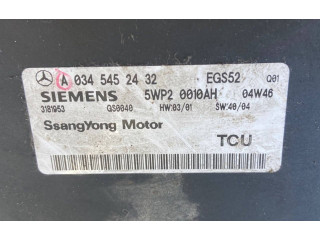 A 034 545 24 32 EGS52 Q01
SIEMENS 5WP2 0010AH 04W46
3181953 QS0040 HW:03/01 SW:40/04
SsangYong Motor TCU